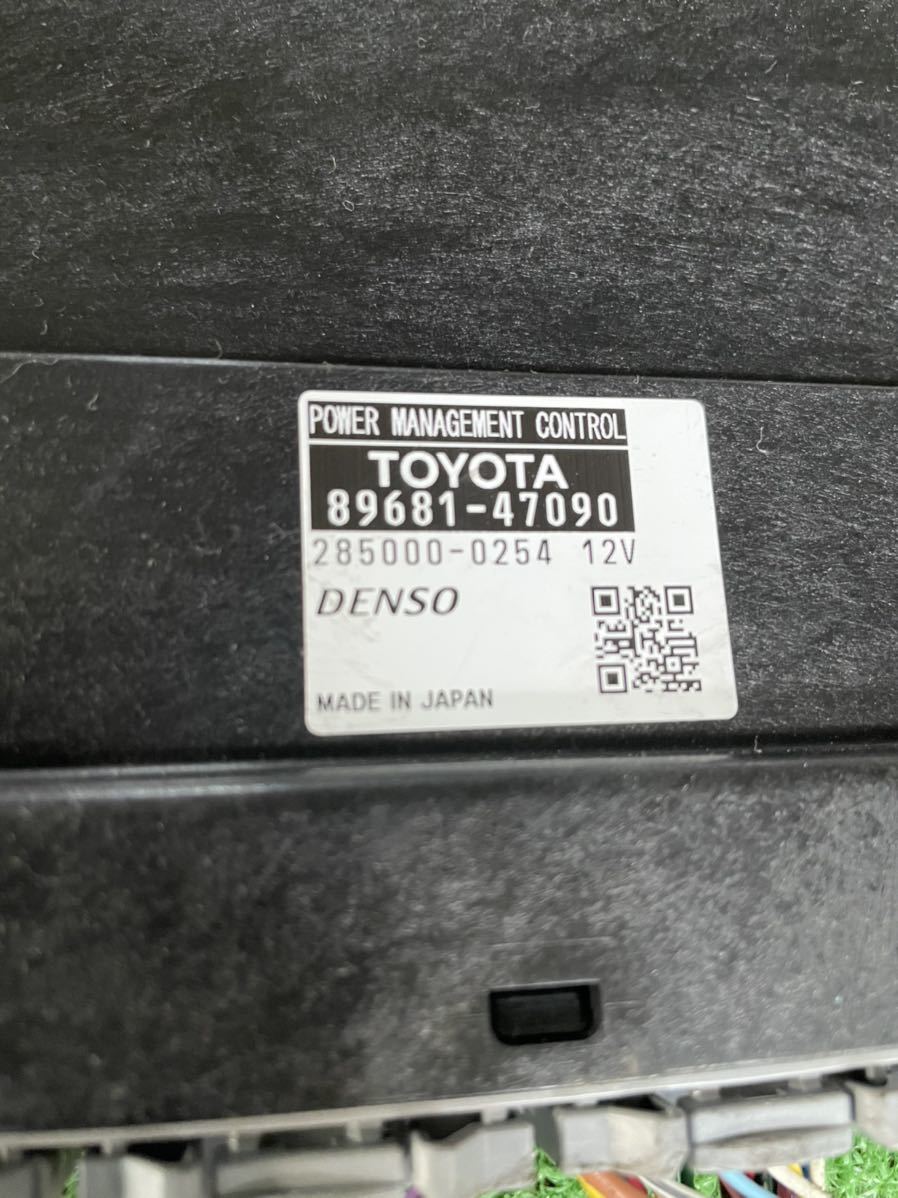 POWER MANAGEMENT CONTROL
TOYOTA
89681-47090
285000-0254 12V
DENSO
MADE IN JAPAN